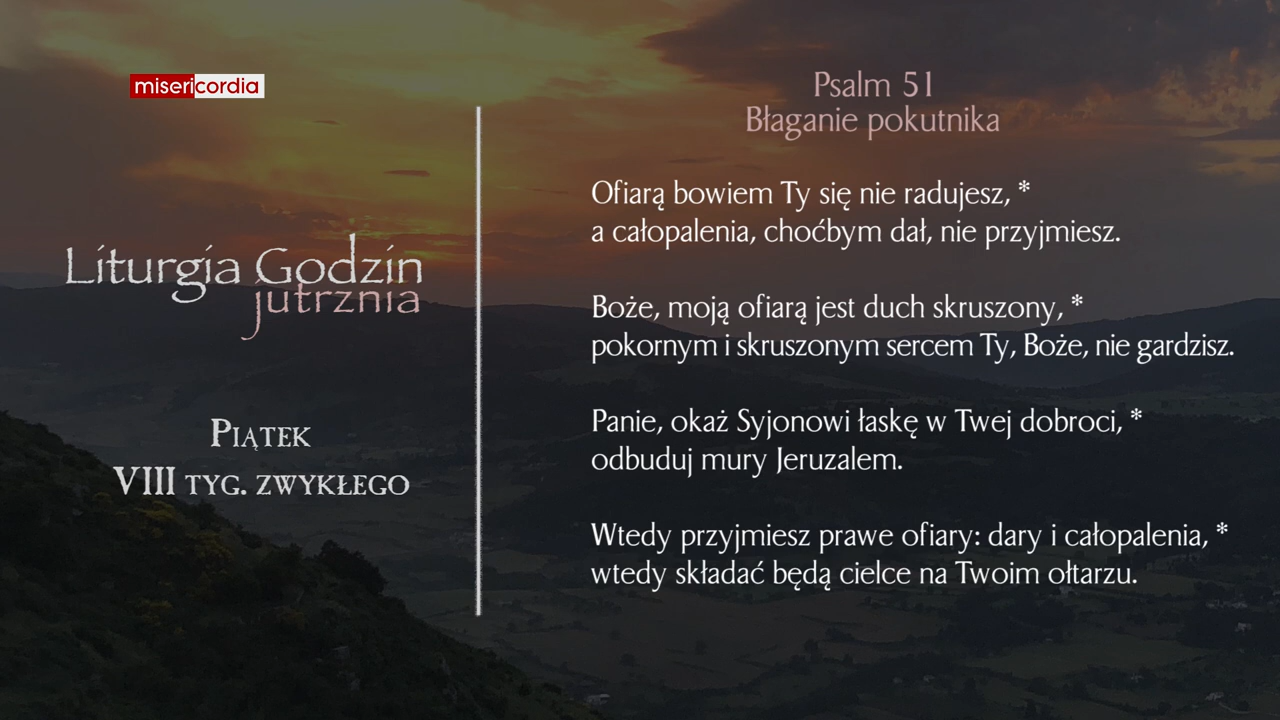 misericordia
Liturgia Godzin
jutrznia
Piątek
VIII tyg. zwykłego
Psalm 51
Błaganie pokutnika
Ofiarą bowiem Ty się nie radujesz, *
a całopalenia, choćbym dał, nie przyjmiesz.
Boże, moją ofiarą jest duch skruszony, *
pokornym i skruszonym sercem Ty, Boże, nie gardzisz.
Panie, okaż Syjonowi łaskę w Twej dobroci, *
odbuduj mury Jeruzalem.
Wtedy przyjmiesz prawe ofiary: dary i całopalenia, *
wtedy składać będą cielce na Twoim ołtarzu.